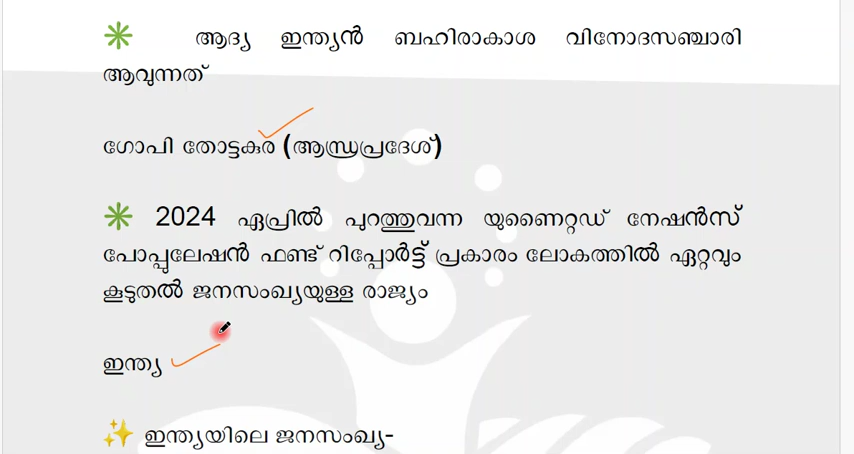 ✳️ ആദ്യ ഇന്ത്യൻ ബഹിരാകാശ വിനോദസഞ്ചാരി
ആവുന്നത്
ഗോപി തോട്ടകുര (ആന്ധ്രപ്രദേശ്)
✳️ 2024 ഏപ്രിൽ പുറത്തുവന്ന യുണൈറ്റഡ് നേഷൻസ്
പോപ്പുലേഷൻ ഫണ്ട് റിപ്പോർട്ട് പ്രകാരം ലോകത്തിൽ ഏറ്റവും
കൂടുതൽ ജനസംഖ്യയുള്ള രാജ്യം
ഇന്ത്യ
✨ ഇന്ത്യയിലെ ജനസംഖ്യ-